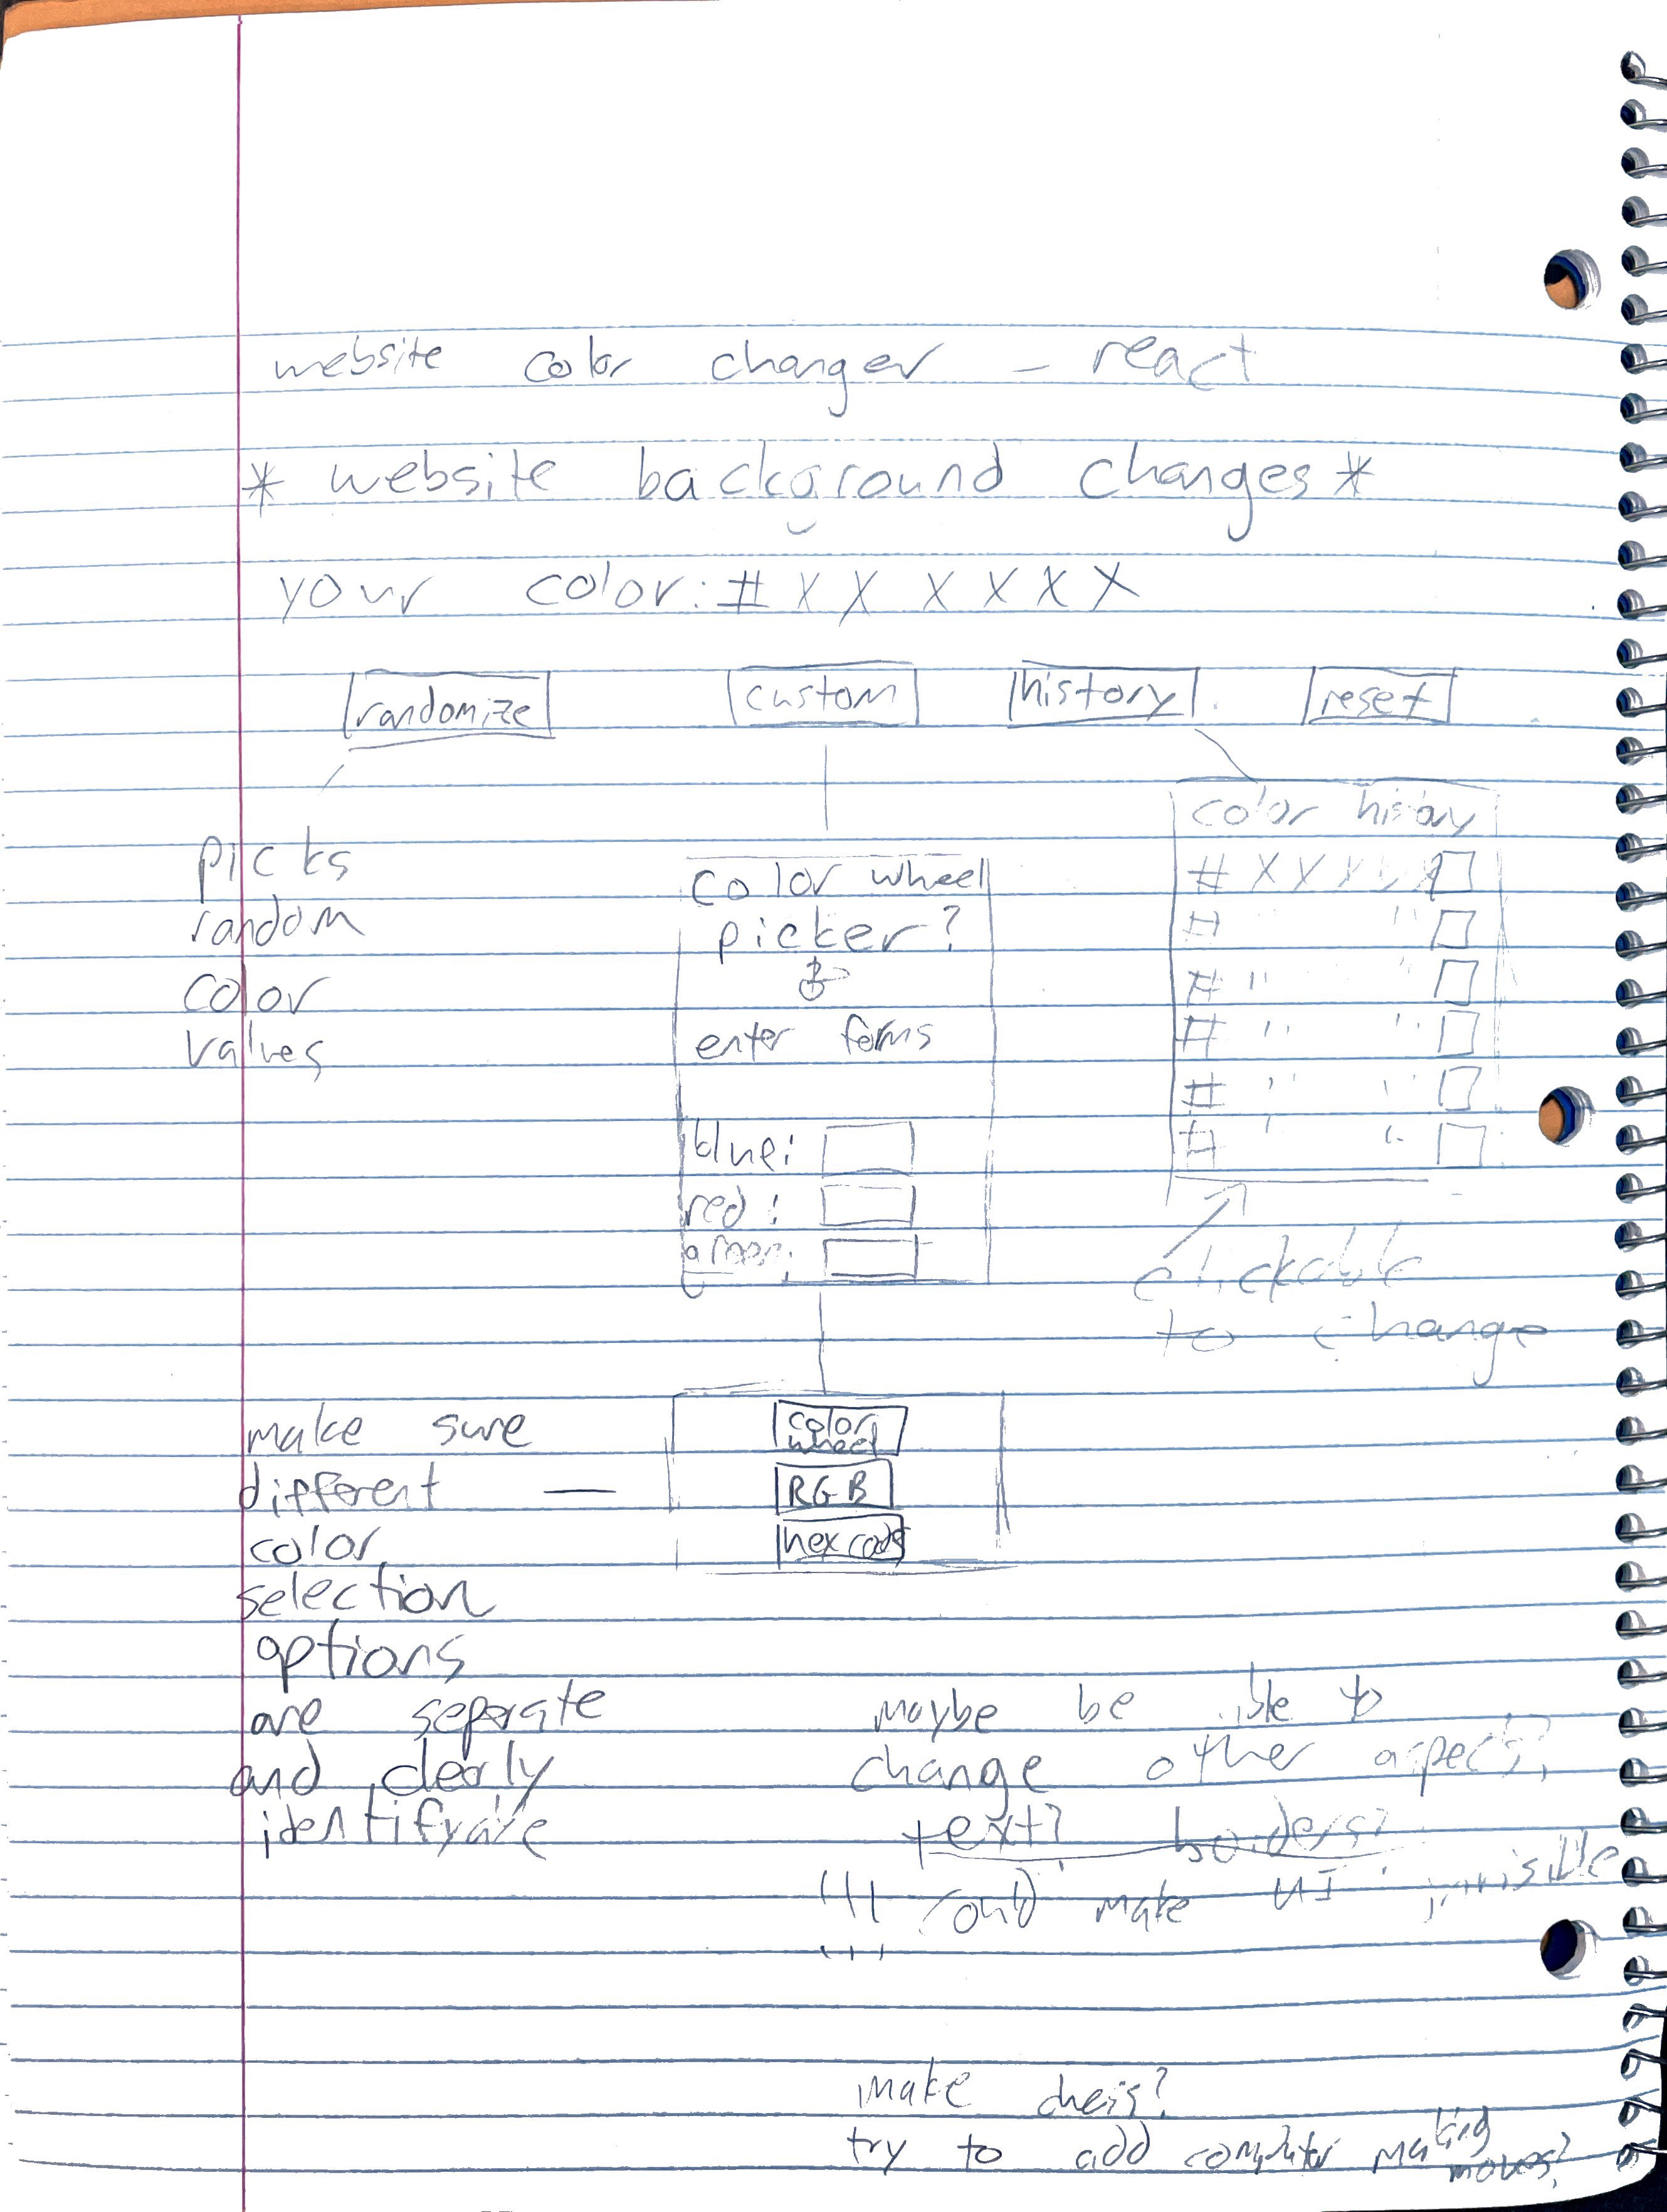 website color changer - react
* website background changes *
your color: # X X X X X X
randomize custom history reset
picks
random
color
values
color wheel
picker?
&
enter forms
blue:
red:
green:
color history
# X X X X X
# " "
# " "
# " "
# " "
# " "
clickable
to change
make sure
different —
color
selection
options
are separate
and clearly
color
wheel
RGB
hex code
maybe be able to
change other aspects,
text? borders?
!!! could make UI invisible
make chess?
try to add computer making
moves?